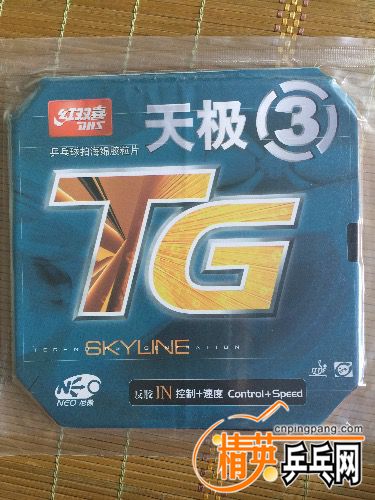 红双喜
DHS
天极 3
乒乓球拍海绵胶粒片
TG
SKYLINE
NEO
反胶 IN 控制+速度 Control+Speed
cnpingpang.com
精英乒乓网